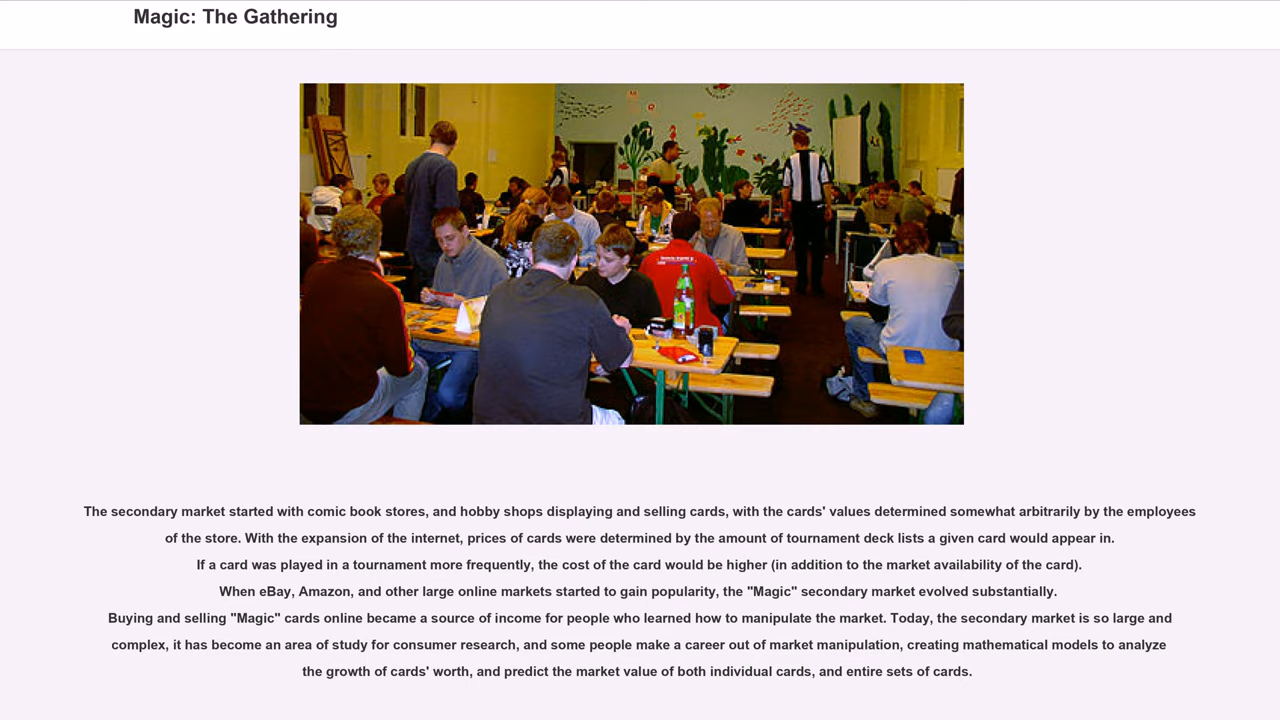 Magic: The Gathering
The secondary market started with comic book stores, and hobby shops displaying and selling cards, with the cards' values determined somewhat arbitrarily by the employees
of the store. With the expansion of the internet, prices of cards were determined by the amount of tournament deck lists a given card would appear in.
If a card was played in a tournament more frequently, the cost of the card would be higher (in addition to the market availability of the card).
When eBay, Amazon, and other large online markets started to gain popularity, the "Magic" secondary market evolved substantially.
Buying and selling "Magic" cards online became a source of income for people who learned how to manipulate the market. Today, the secondary market is so large and
complex, it has become an area of study for consumer research, and some people make a career out of market manipulation, creating mathematical models to analyze
the growth of cards' worth, and predict the market value of both individual cards, and entire sets of cards.